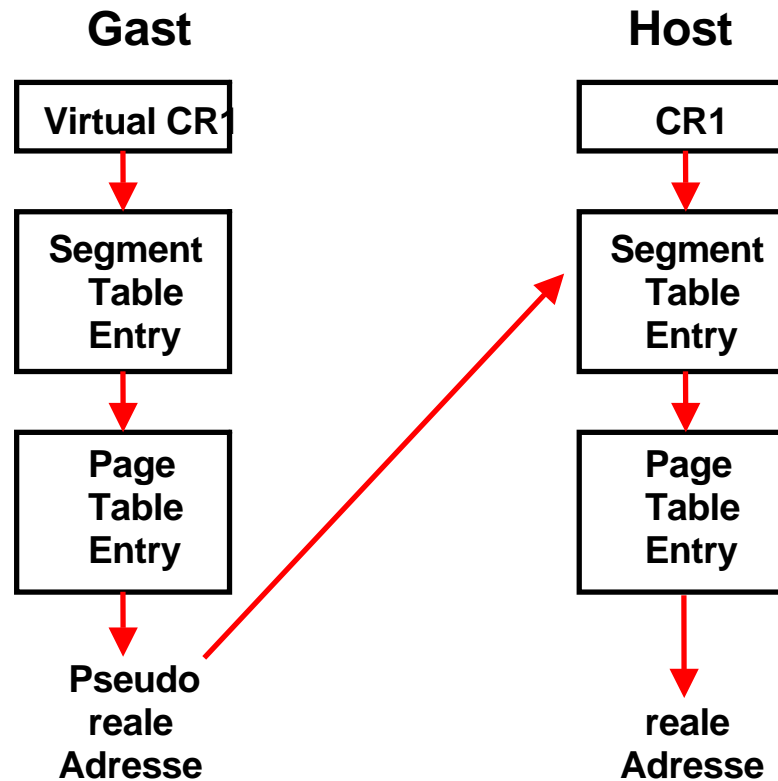 Gast
Virtual CR1
Segment
Table
Entry
Page
Table
Entry
Pseudo
reale
Adresse
Host
CR1
Segment
Table
Entry
Page
Table
Entry
reale
Adresse